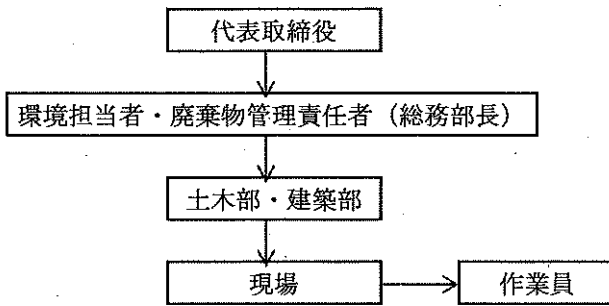 代表取締役
環境担当者・廃棄物管理責任者（総務部長）
土木部・建築部
現場
作業員